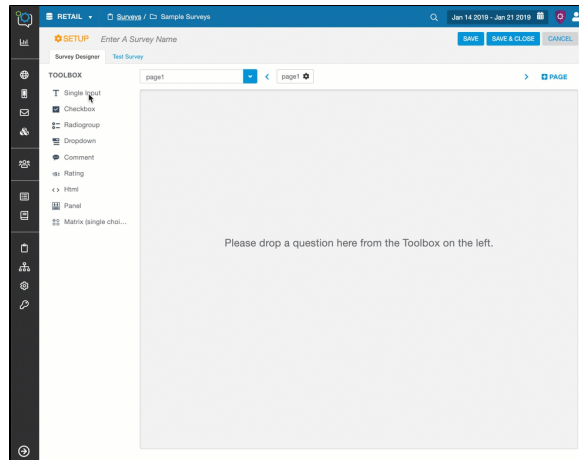 RETAIL Surveys / Sample Surveys Jan 14 2019 - Jan 21 2019
SETUP Enter A Survey Name SAVE SAVE & CLOSE CANCEL
Survey Designer Test Survey
TOOLBOX page1 page1 PAGE
Single Input
Checkbox
Radiogroup
Dropdown
Comment
Rating
Html
Panel
Matrix (single choi...
Please drop a question here from the Toolbox on the left.